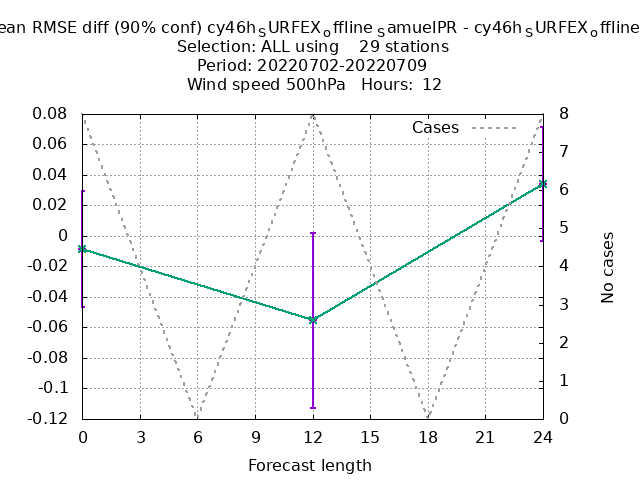 ean RMSE diff (90% conf) cy46hSURFEXoffline SamuelPR - cy46hSURFEXoffline
Selection: ALL using 29 stations
Period: 20220702-20220709
Wind speed 500hPa Hours: 12
Cases
0.08
0.06
0.04
0.02
0
-0.02
-0.04
-0.06
-0.08
-0.1
-0.12
8
7
6
5
4
3
2
1
0
No cases
0 3 6 9 12 15 18 21 24
Forecast length